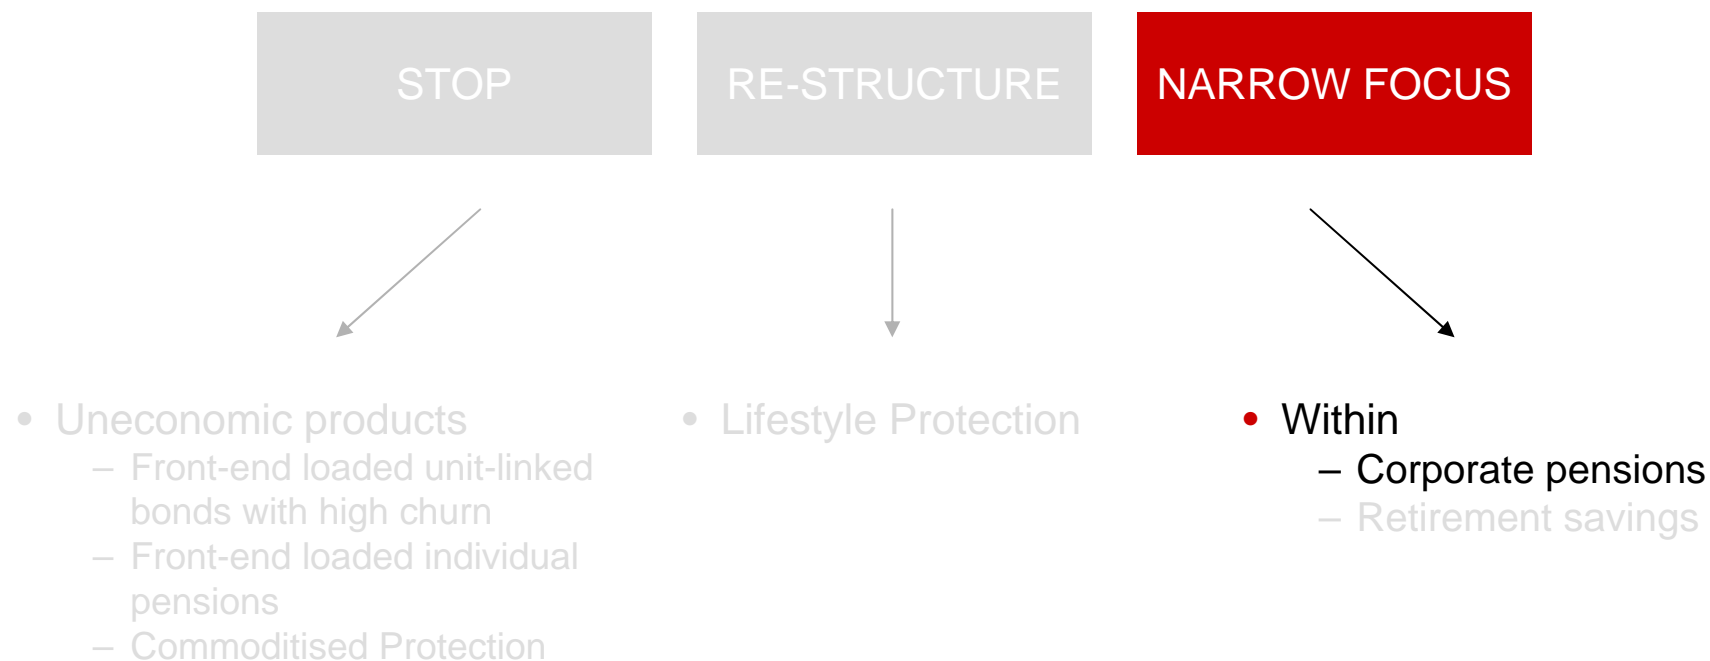 STOP
RE-STRUCTURE
NARROW FOCUS
• Uneconomic products
– Front-end loaded unit-linked
bonds with high churn
– Front-end loaded individual
pensions
– Commoditised Protection
• Lifestyle Protection
• Within
– Corporate pensions
– Retirement savings